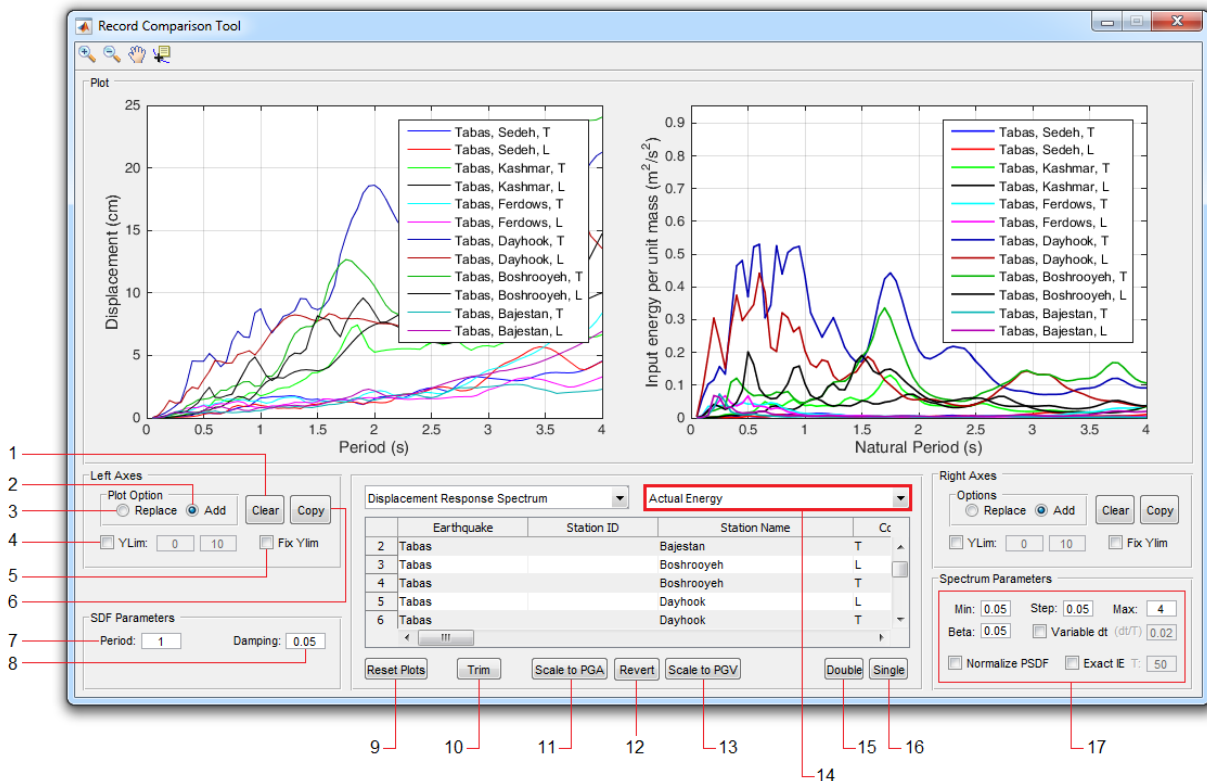 Record Comparison Tool
Plot
25
20
15
10
5
0
Displacement (cm)
0 0.5 1 1.5 2 2.5 3 3.5 4
Period (s)
Tabas, Sedeh, T
Tabas, Sedeh, L
Tabas, Kashmar, T
Tabas, Kashmar, L
Tabas, Ferdows, T
Tabas, Ferdows, L
Tabas, Dayhook, T
Tabas, Dayhook, L
Tabas, Boshrooyeh, T
Tabas, Boshrooyeh, L
Tabas, Bajestan, T
Tabas, Bajestan, L
0.9
0.8
0.7
0.6
0.5
0.4
0.3
0.2
0.1
0
Input energy per unit mass (m²/s²)
0 0.5 1 1.5 2 2.5 3 3.5 4
Natural Period (s)
Tabas, Sedeh, T
Tabas, Sedeh, L
Tabas, Kashmar, T
Tabas, Kashmar, L
Tabas, Ferdows, T
Tabas, Ferdows, L
Tabas, Dayhook, T
Tabas, Dayhook, L
Tabas, Boshrooyeh, T
Tabas, Boshrooyeh, L
Tabas, Bajestan, T
Tabas, Bajestan, L
1
2
3
4
5
6
7
8
Left Axes
Plot Option
Replace Add Clear Copy
YLim: 0 10 Fix Ylim
SDF Parameters
Period: 1 Damping: 0.05
Displacement Response Spectrum Actual Energy
Earthquake Station ID Station Name Cc
2 Tabas Bajestan T
3 Tabas Boshrooyeh L
4 Tabas Boshrooyeh T
5 Tabas Dayhook L
6 Tabas Dayhook T
Reset Plots Trim Scale to PGA Revert Scale to PGV Double Single
Right Axes
Options
Replace Add Clear Copy
YLim: 0 10 Fix Ylim
Spectrum Parameters
Min: 0.05 Step: 0.05 Max: 4
Beta: 0.05 Variable dt (dt/T) 0.02
Normalize PSDF Exact IE T: 50
9 10 11 12 13 15 16 17
14